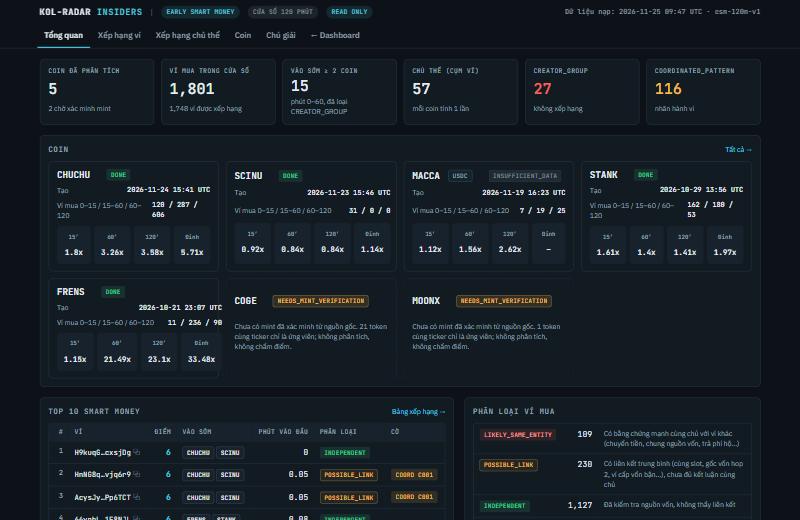 KOL-RADAR INSIDERS | EARLY SMART MONEY CỬA SỔ 120 PHÚT READ ONLY Dữ liệu nạp: 2026-11-25 09:47 UTC · esm-120m-v1
Tổng quan Xếp hạng ví Xếp hạng chủ thể Coin Chú giải ← Dashboard
COIN ĐÃ PHÂN TÍCH
5
2 chờ xác minh mint
VÍ MUA TRONG CỬA SỔ
1,801
1,748 ví được xếp hạng
VÀO SỚM ≥ 2 COIN
15
phút 0–60, đã loại
CREATOR_GROUP
CHỦ THỂ (CỤM VÍ)
57
mỗi coin tính 1 lần
CREATOR_GROUP
27
không xếp hạng
COORDINATED_PATTERN
116
nhãn hành vi
COIN Tất cả →
CHUCHU DONE
Tạo 2026-11-24 15:41 UTC
Ví mua 0–15 / 15–60 / 60–120 120 / 287 / 606
15' 60' 120' Đỉnh
1.8x 3.26x 3.58x 5.71x
SCINU DONE
Tạo 2026-11-23 15:46 UTC
Ví mua 0–15 / 15–60 / 60–120 31 / 0 / 0
15' 60' 120' Đỉnh
0.92x 0.84x 0.84x 1.14x
MACCA USDC INSUFFICIENT_DATA
Tạo 2026-11-19 16:23 UTC
Ví mua 0–15 / 15–60 / 60–120 7 / 19 / 25
15' 60' 120' Đỉnh
1.12x 1.56x 2.62x –
STANK DONE
Tạo 2026-10-29 13:56 UTC
Ví mua 0–15 / 15–60 / 60–120 162 / 180 / 53
15' 60' 120' Đỉnh
1.61x 1.4x 1.41x 1.97x
FRENS DONE
Tạo 2026-10-21 23:07 UTC
Ví mua 0–15 / 15–60 / 60–120 11 / 236 / 90
15' 60' 120' Đỉnh
1.15x 21.49x 23.1x 33.48x
COGE NEEDS_MINT_VERIFICATION
Chưa có mint đã xác minh từ nguồn gốc. 21 token
cùng ticker chỉ là ứng viên; không phân tích,
không chấm điểm.
MOONX NEEDS_MINT_VERIFICATION
Chưa có mint đã xác minh từ nguồn gốc. 1 token
cùng ticker chỉ là ứng viên; không phân tích,
không chấm điểm.
TOP 10 SMART MONEY Bảng xếp hạng →
# VÍ ĐIỂM VÀO SỚM PHÚT VÀO ĐẦU PHÂN LOẠI CỜ
1 H9kuqG…cxsjDg 6 CHUCHU SCINU 0 INDEPENDENT
2 HnNG8q…vjq6r9 6 CHUCHU SCINU 0.05 POSSIBLE_LINK COORD C001
3 AcysJy…Pp6TCT 6 CHUCHU SCINU 0.05 POSSIBLE_LINK COORD C001
4 6 FRENS STANK 0.08 INDEPENDENT
PHÂN LOẠI VÍ MUA
LIKELY_SAME_ENTITY 109 Có bằng chứng mạnh cùng chủ với ví khác
(chuyển tiền, chung nguồn vốn, trả phí hộ…)
POSSIBLE_LINK 230 Có liên kết trung bình (cùng slot, gốc vốn hop
2, ví cấp vốn bận…), chưa đủ kết luận cùng
chủ
INDEPENDENT 1,127 Đã kiểm tra nguồn vốn, không thấy liên kết